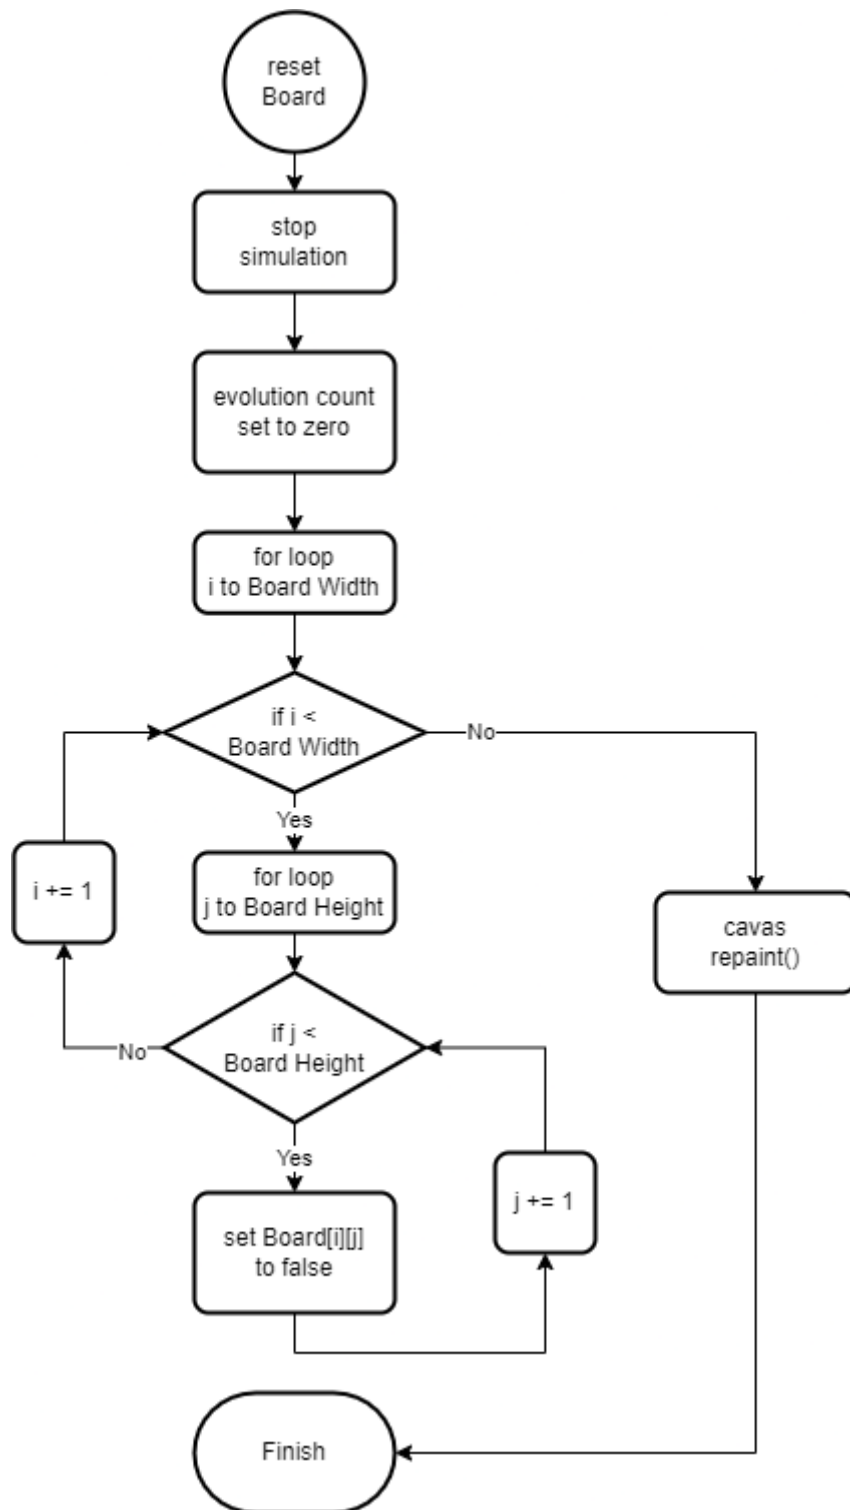 reset
Board
stop
simulation
evolution count
set to zero
for loop
i to Board Width
if i <
Board Width
No
Yes
for loop
j to Board Height
i += 1
cavas
repaint()
if j <
Board Height
No
Yes
j += 1
set Board[i][j]
to false
Finish